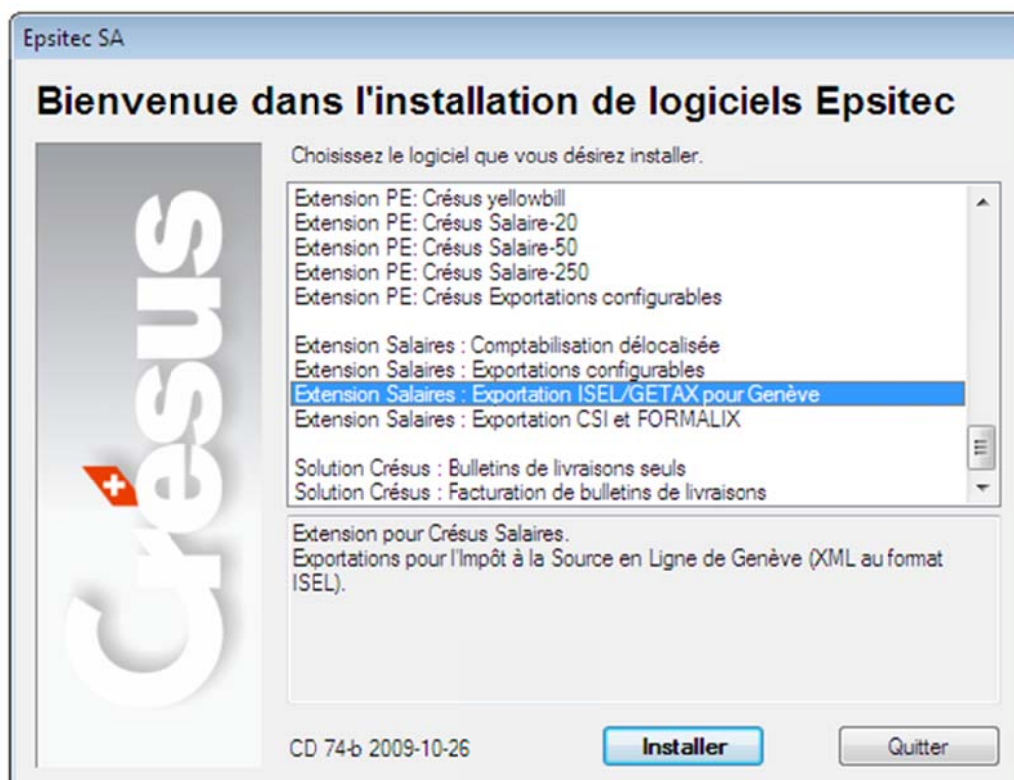 Epsitec SA
Bienvenue dans l'installation de logiciels Epsitec
Crésus
Choisissez le logiciel que vous désirez installer.
Extension PE: Crésus yellowbill
Extension PE: Crésus Salaire-20
Extension PE: Crésus Salaire-50
Extension PE: Crésus Salaire-250
Extension PE: Crésus Exportations configurables
Extension Salaires : Comptabilisation délocalisée
Extension Salaires : Exportations configurables
Extension Salaires : Exportation ISEL/GETAX pour Genève
Extension Salaires : Exportation CSI et FORMALIX
Solution Crésus : Bulletins de livraisons seuls
Solution Crésus : Facturation de bulletins de livraisons
Extension pour Crésus Salaires.
Exportations pour l'Impôt à la Source en Ligne de Genève (XML au format
ISEL).
CD 74-b 2009-10-26
Installer
Quitter